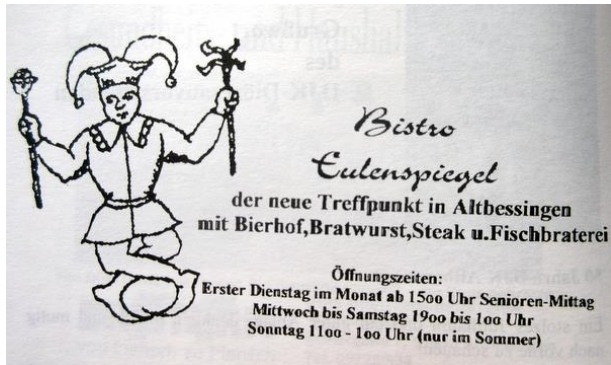 Bistro
Eulenspiegel
der neue Treffpunkt in Altbessingen
mit Bierhof,Bratwurst,Steak u.Fischbraterei
Öffnungszeiten:
Erster Dienstag im Monat ab 15oo Uhr Senioren-Mittag
Mittwoch bis Samstag 19oo bis 1oo Uhr
Sonntag 11oo - 1oo Uhr (nur im Sommer)